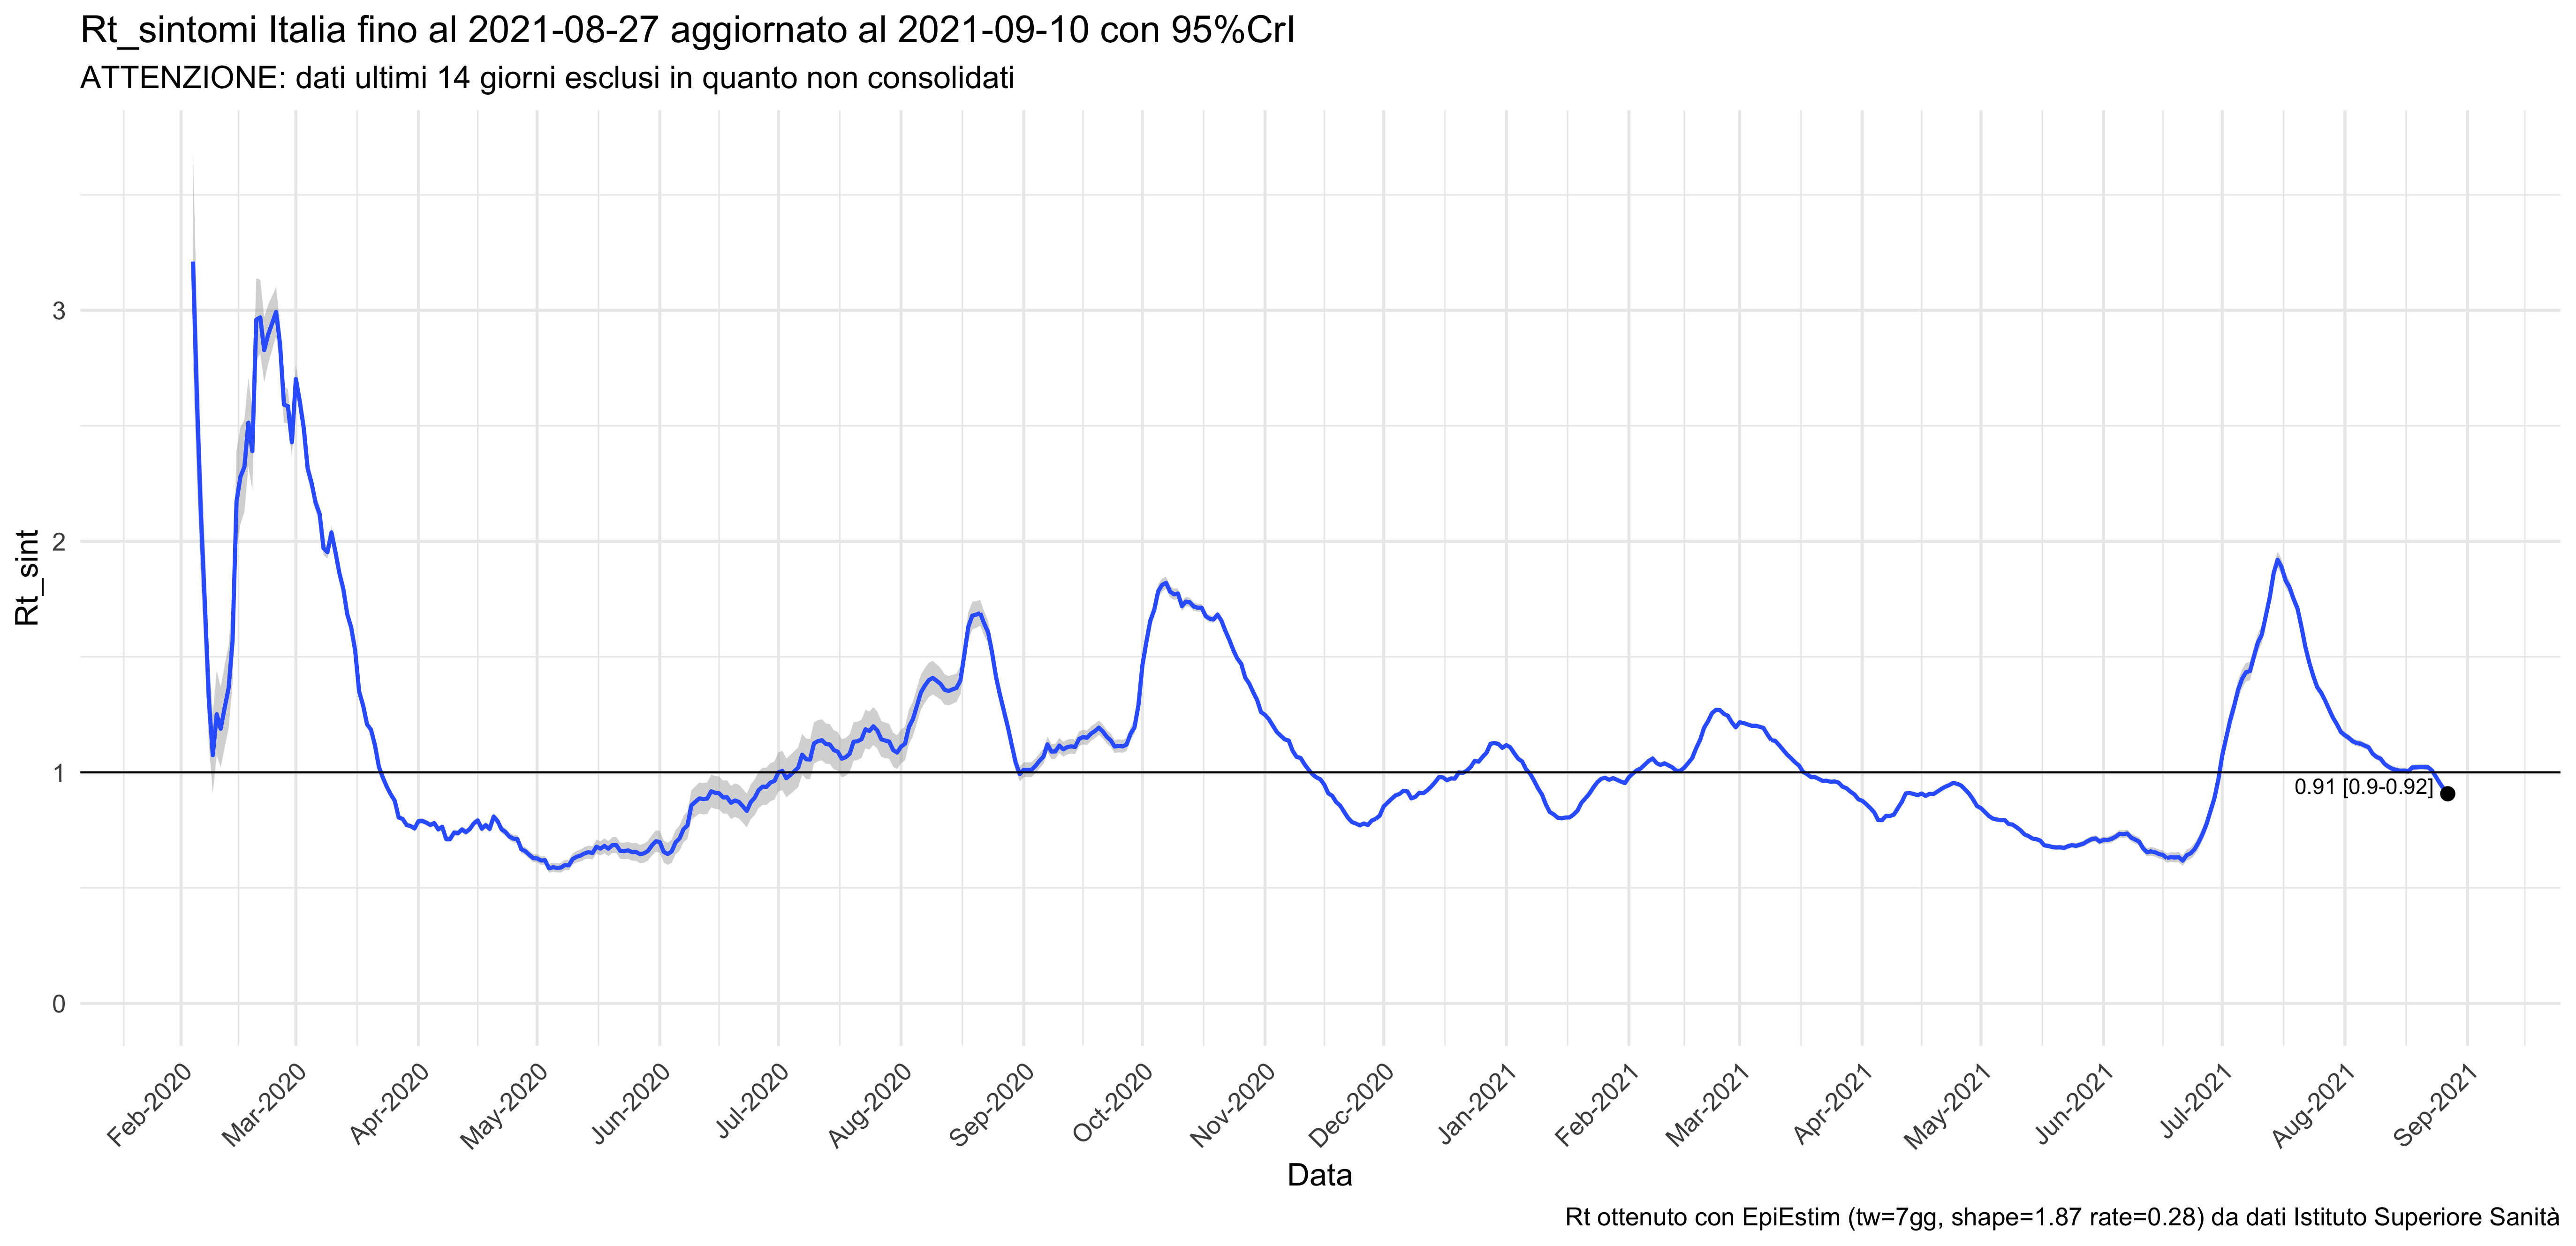 Rt_sintomi Italia fino al 2021-08-27 aggiornato al 2021-09-10 con 95%CrI
ATTENZIONE: dati ultimi 14 giorni esclusi in quanto non consolidati
Rt_sint
3
2
1
0
0.91 [0.9-0.92]
Feb-2020
Mar-2020
Apr-2020
May-2020
Jun-2020
Jul-2020
Aug-2020
Sep-2020
Oct-2020
Nov-2020
Dec-2020
Jan-2021
Feb-2021
Mar-2021
Apr-2021
May-2021
Jun-2021
Jul-2021
Aug-2021
Sep-2021
Data
Rt ottenuto con EpiEstim (tw=7gg, shape=1.87 rate=0.28) da dati Istituto Superiore Sanità